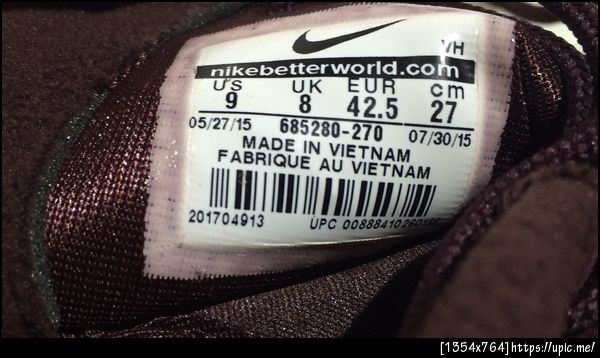 VH
nikebetterworld.com
US UK EUR cm
9 8 42.5 27
05/27/15 685280-270 07/30/15
MADE IN VIETNAM
FABRIQUE AU VIETNAM
201704913 UPC
[1354x764]https://upic.me/